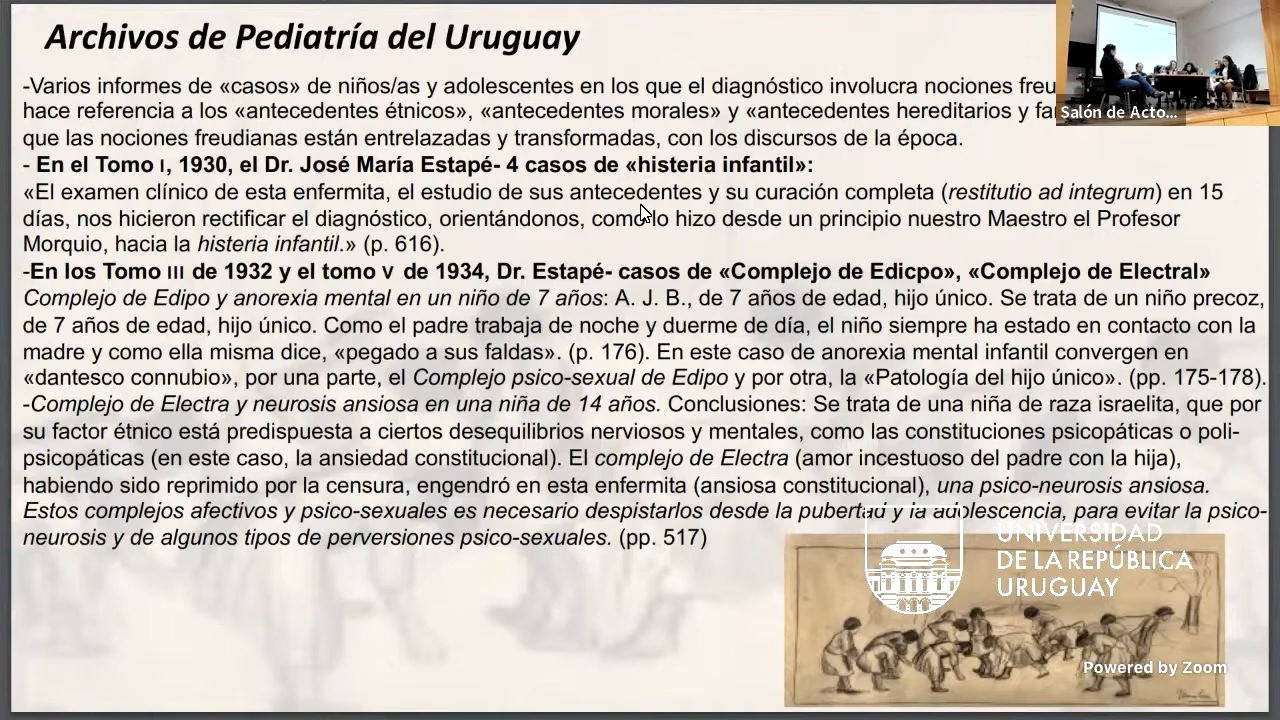 Archivos de Pediatría del Uruguay
-Varios informes de «casos» de niños/as y adolescentes en los que el diagnóstico involucra nociones freu
hace referencia a los «antecedentes étnicos», «antecedentes morales» y «antecedentes hereditarios y fa
que las nociones freudianas están entrelazadas y transformadas, con los discursos de la época.
- En el Tomo I, 1930, el Dr. José María Estapé- 4 casos de «histeria infantil»:
«El examen clínico de esta enfermita, el estudio de sus antecedentes y su curación completa (restitutio ad integrum) en 15
días, nos hicieron rectificar el diagnóstico, orientándonos, como lo hizo desde un principio nuestro Maestro el Profesor
Morquio, hacia la histeria infantil.» (p. 616).
-En los Tomo III de 1932 y el tomo V de 1934, Dr. Estapé- casos de «Complejo de Edicpo», «Complejo de Electral»
Complejo de Edipo y anorexia mental en un niño de 7 años: A. J. B., de 7 años de edad, hijo único. Se trata de un niño precoz,
de 7 años de edad, hijo único. Como el padre trabaja de noche y duerme de día, el niño siempre ha estado en contacto con la
madre y como ella misma dice, «pegado a sus faldas». (p. 176). En este caso de anorexia mental infantil convergen en
«dantesco connubio», por una parte, el Complejo psico-sexual de Edipo y por otra, la «Patología del hijo único». (pp. 175-178).
-Complejo de Electra y neurosis ansiosa en una niña de 14 años. Conclusiones: Se trata de una niña de raza israelita, que por
su factor étnico está predispuesta a ciertos desequilibrios nerviosos y mentales, como las constituciones psicopáticas o poli-
psicopáticas (en este caso, la ansiedad constitucional). El complejo de Electra (amor incestuoso del padre con la hija),
habiendo sido reprimido por la censura, engendró en esta enfermita (ansiosa constitucional), una psico-neurosis ansiosa.
Estos complejos afectivos y psico-sexuales es necesario despistarlos desde la pubertad y la adolescencia, para evitar la psico-
neurosis y de algunos tipos de perversiones psico-sexuales. (pp. 517)
Salón de Acto...
UNIVERSIDAD
DE LA REPÚBLICA
URUGUAY
Powered by Zoom